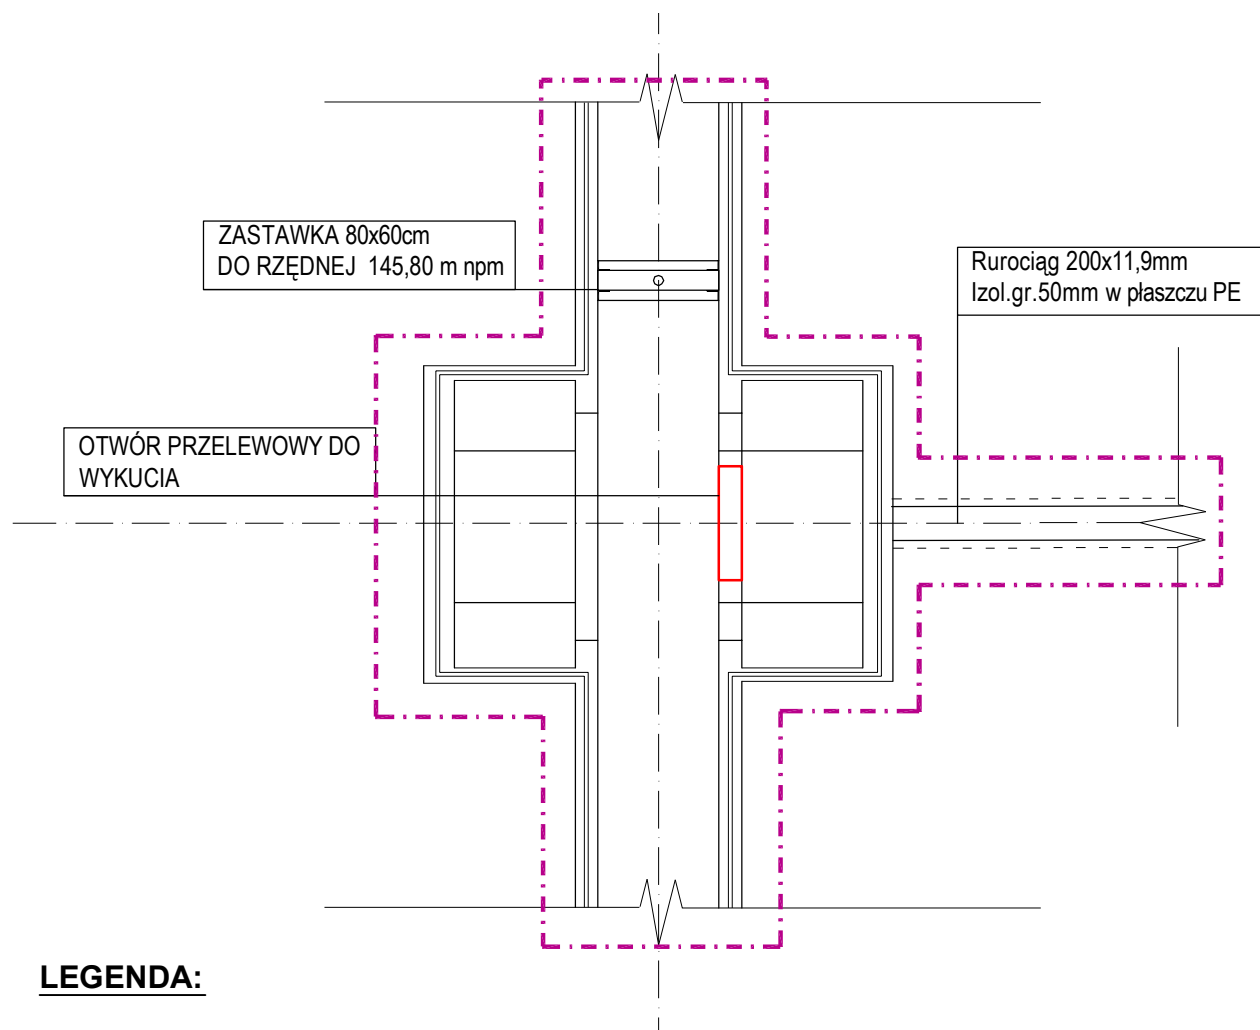 ZASTAWKA 80x60cm
DO RZĘDNEJ 145,80 m npm
Rurociąg 200x11,9mm
Izol.gr.50mm w płaszczu PE
OTWÓR PRZELEWOWY DO
WYKUCIA
LEGENDA: